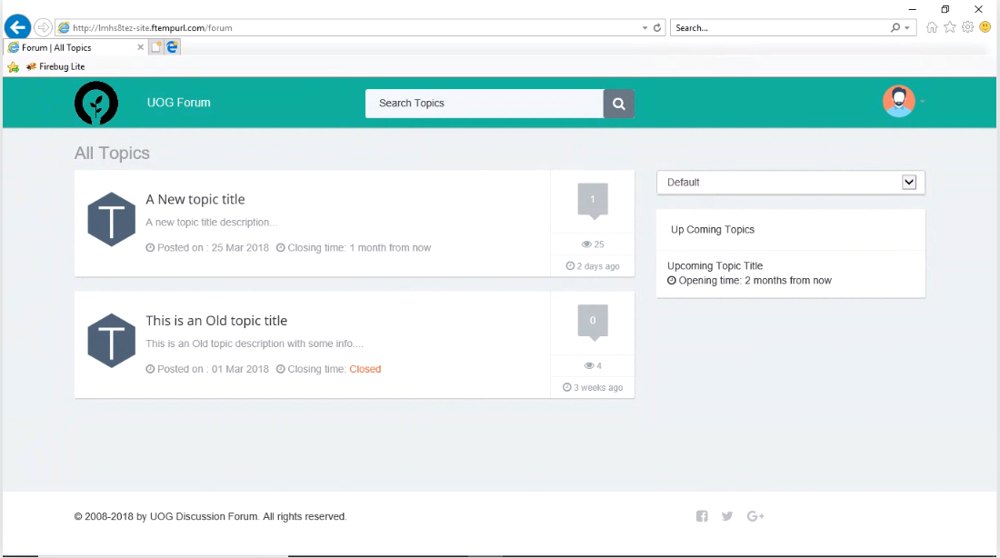 http://lmhs8tez-site.ftempurl.com/forum
Search...
Forum | All Topics
Firebug Lite
UOG Forum
Search Topics
All Topics
A New topic title
A new topic title description...
Posted on : 25 Mar 2018 Closing time: 1 month from now
1
25
2 days ago
Default
Up Coming Topics
Upcoming Topic Title
Opening time: 2 months from now
T
This is an Old topic title
This is an Old topic description with some info....
Posted on : 01 Mar 2018 Closing time: Closed
T
0
4
3 weeks ago
© 2008-2018 by UOG Discussion Forum. All rights reserved.